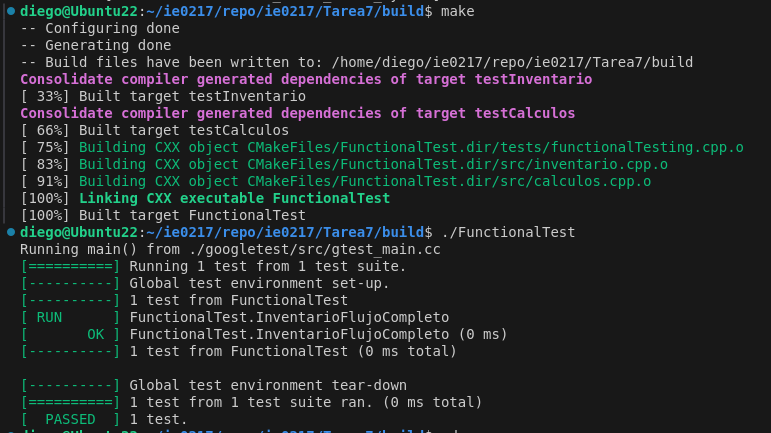 diego@Ubuntu22:~/ie0217/repo/ie0217/Tarea7/build$ make
-- Configuring done
-- Generating done
-- Build files have been written to: /home/diego/ie0217/repo/ie0217/Tarea7/build
Consolidate compiler generated dependencies of target testInventario
[ 33%] Built target testInventario
Consolidate compiler generated dependencies of target testCalculos
[ 66%] Built target testCalculos
[ 75%] Building CXX object CMakeFiles/FunctionalTest.dir/tests/functionalTesting.cpp.o
[ 83%] Building CXX object CMakeFiles/FunctionalTest.dir/src/inventario.cpp.o
[ 91%] Building CXX object CMakeFiles/FunctionalTest.dir/src/calculos.cpp.o
[100%] Linking CXX executable FunctionalTest
[100%] Built target FunctionalTest
diego@Ubuntu22:~/ie0217/repo/ie0217/Tarea7/build$ ./FunctionalTest
Running main() from ./googletest/src/gtest_main.cc
[==========] Running 1 test from 1 test suite.
[----------] Global test environment set-up.
[----------] 1 test from FunctionalTest
[ RUN      ] FunctionalTest.InventarioFlujoCompleto
[       OK ] FunctionalTest.InventarioFlujoCompleto (0 ms)
[----------] 1 test from FunctionalTest (0 ms total)

[----------] Global test environment tear-down
[==========] 1 test from 1 test suite ran. (0 ms total)
[  PASSED  ] 1 test.